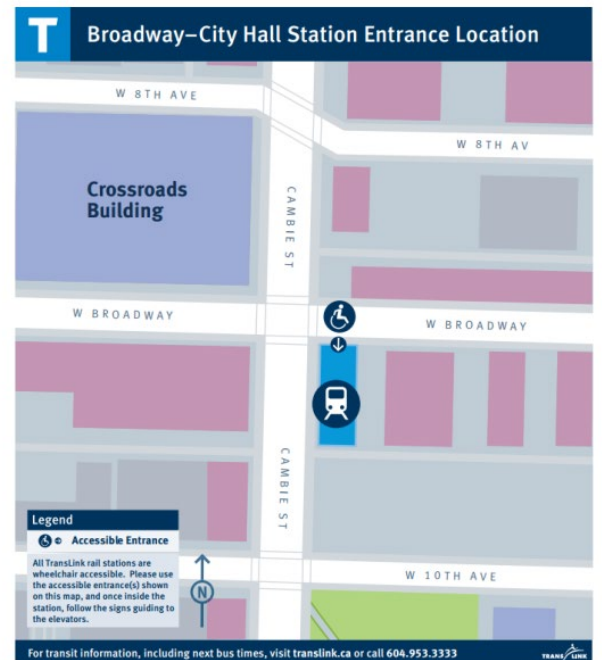 T
Broadway–City Hall Station Entrance Location
W 8TH AVE
W 8TH AV
Crossroads
Building
CAMBIE ST
W BROADWAY
W BROADWAY
CAMBIE ST
Legend
Accessible Entrance
All TransLink rail stations are
wheelchair accessible. Please use
the accessible entrance(s) shown
on this map, and once inside the
station, follow the signs guiding to
the elevators.
N
W 10TH AVE
For transit information, including next bus times, visit translink.ca or call 604.953.3333
TRANSLINK